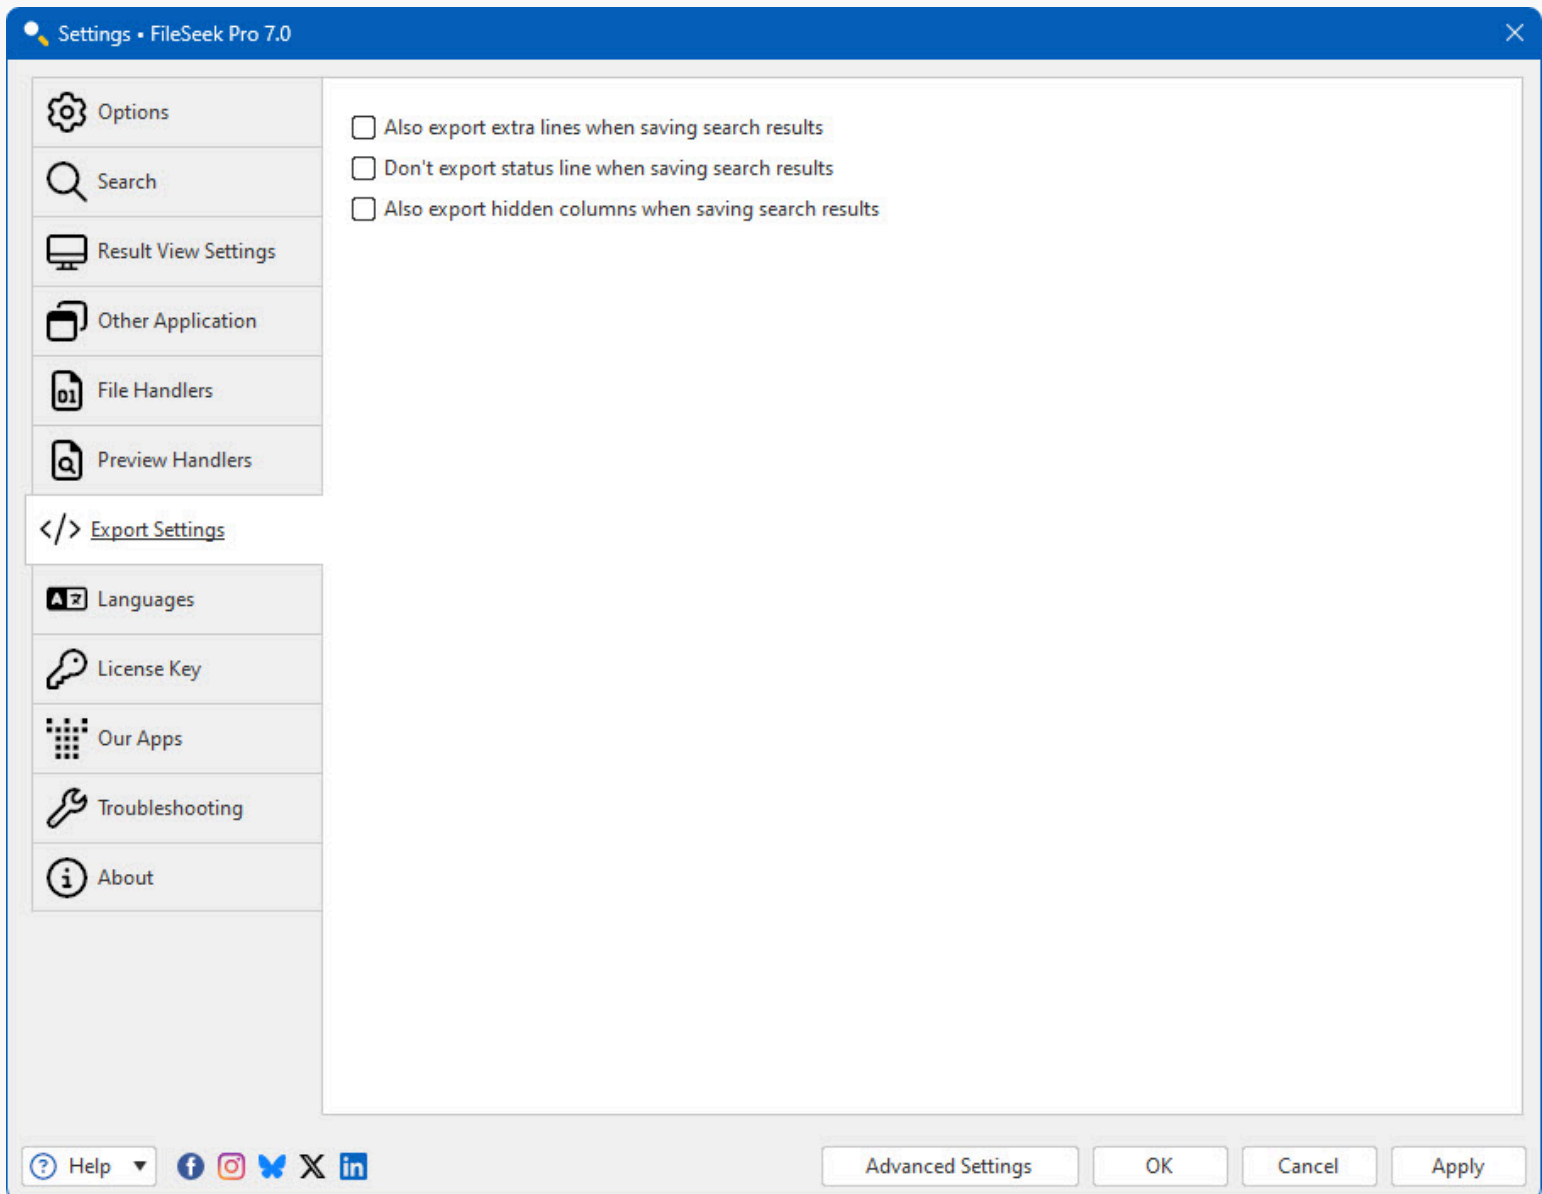 Settings • FileSeek Pro 7.0
Options
Search
Result View Settings
Other Application
File Handlers
Preview Handlers
Export Settings
Languages
License Key
Our Apps
Troubleshooting
About
Also export extra lines when saving search results
Don't export status line when saving search results
Also export hidden columns when saving search results
Help
Advanced Settings
OK
Cancel
Apply